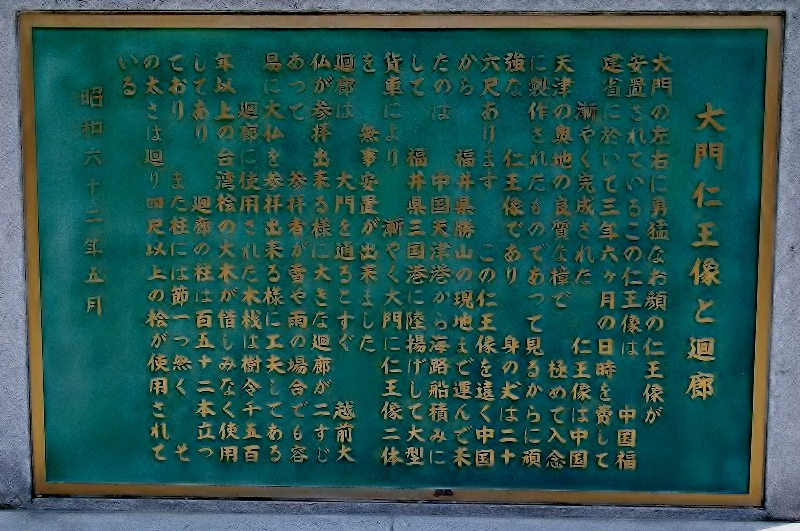 大門仁王像と廻廊
大門の左右に勇猛なお顔の仁王像が
安置されているこの仁王像は 中国福
建省に於いて三年六ヶ月の日時を費して
漸やく完成された 仁王像は中国
天津の奥地の良質な樟で 極めて入念
に製作されたものであって見るからに頑
強な 仁王像であり 身の丈は二十
六尺あります この仁王像を遠く中国
から 福井県勝山の現地まで運んで来
たのは 中国天津港から海路船積みに
して 福井県三国港に陸揚げして大型
貨車により 漸やく大門に仁王像二体
を 無事安置が出来ました
廻廊は 大門を通るとすぐ 越前大
仏が参拝出来る様に大きな廻廊が二すじ
あって 参拝者が雪や雨の場合でも容
易に大仏を参拝出来る様に工夫してある
廻廊に使用された木材は樹令千五百
年以上の台湾桧の大木が惜しみなく使用
してあり 廻廊の柱は百五十二本立っ
ており また柱には節一つ無く そ
の太さは廻り四尺以上の桧が使用されて
いる
昭和六十二年五月